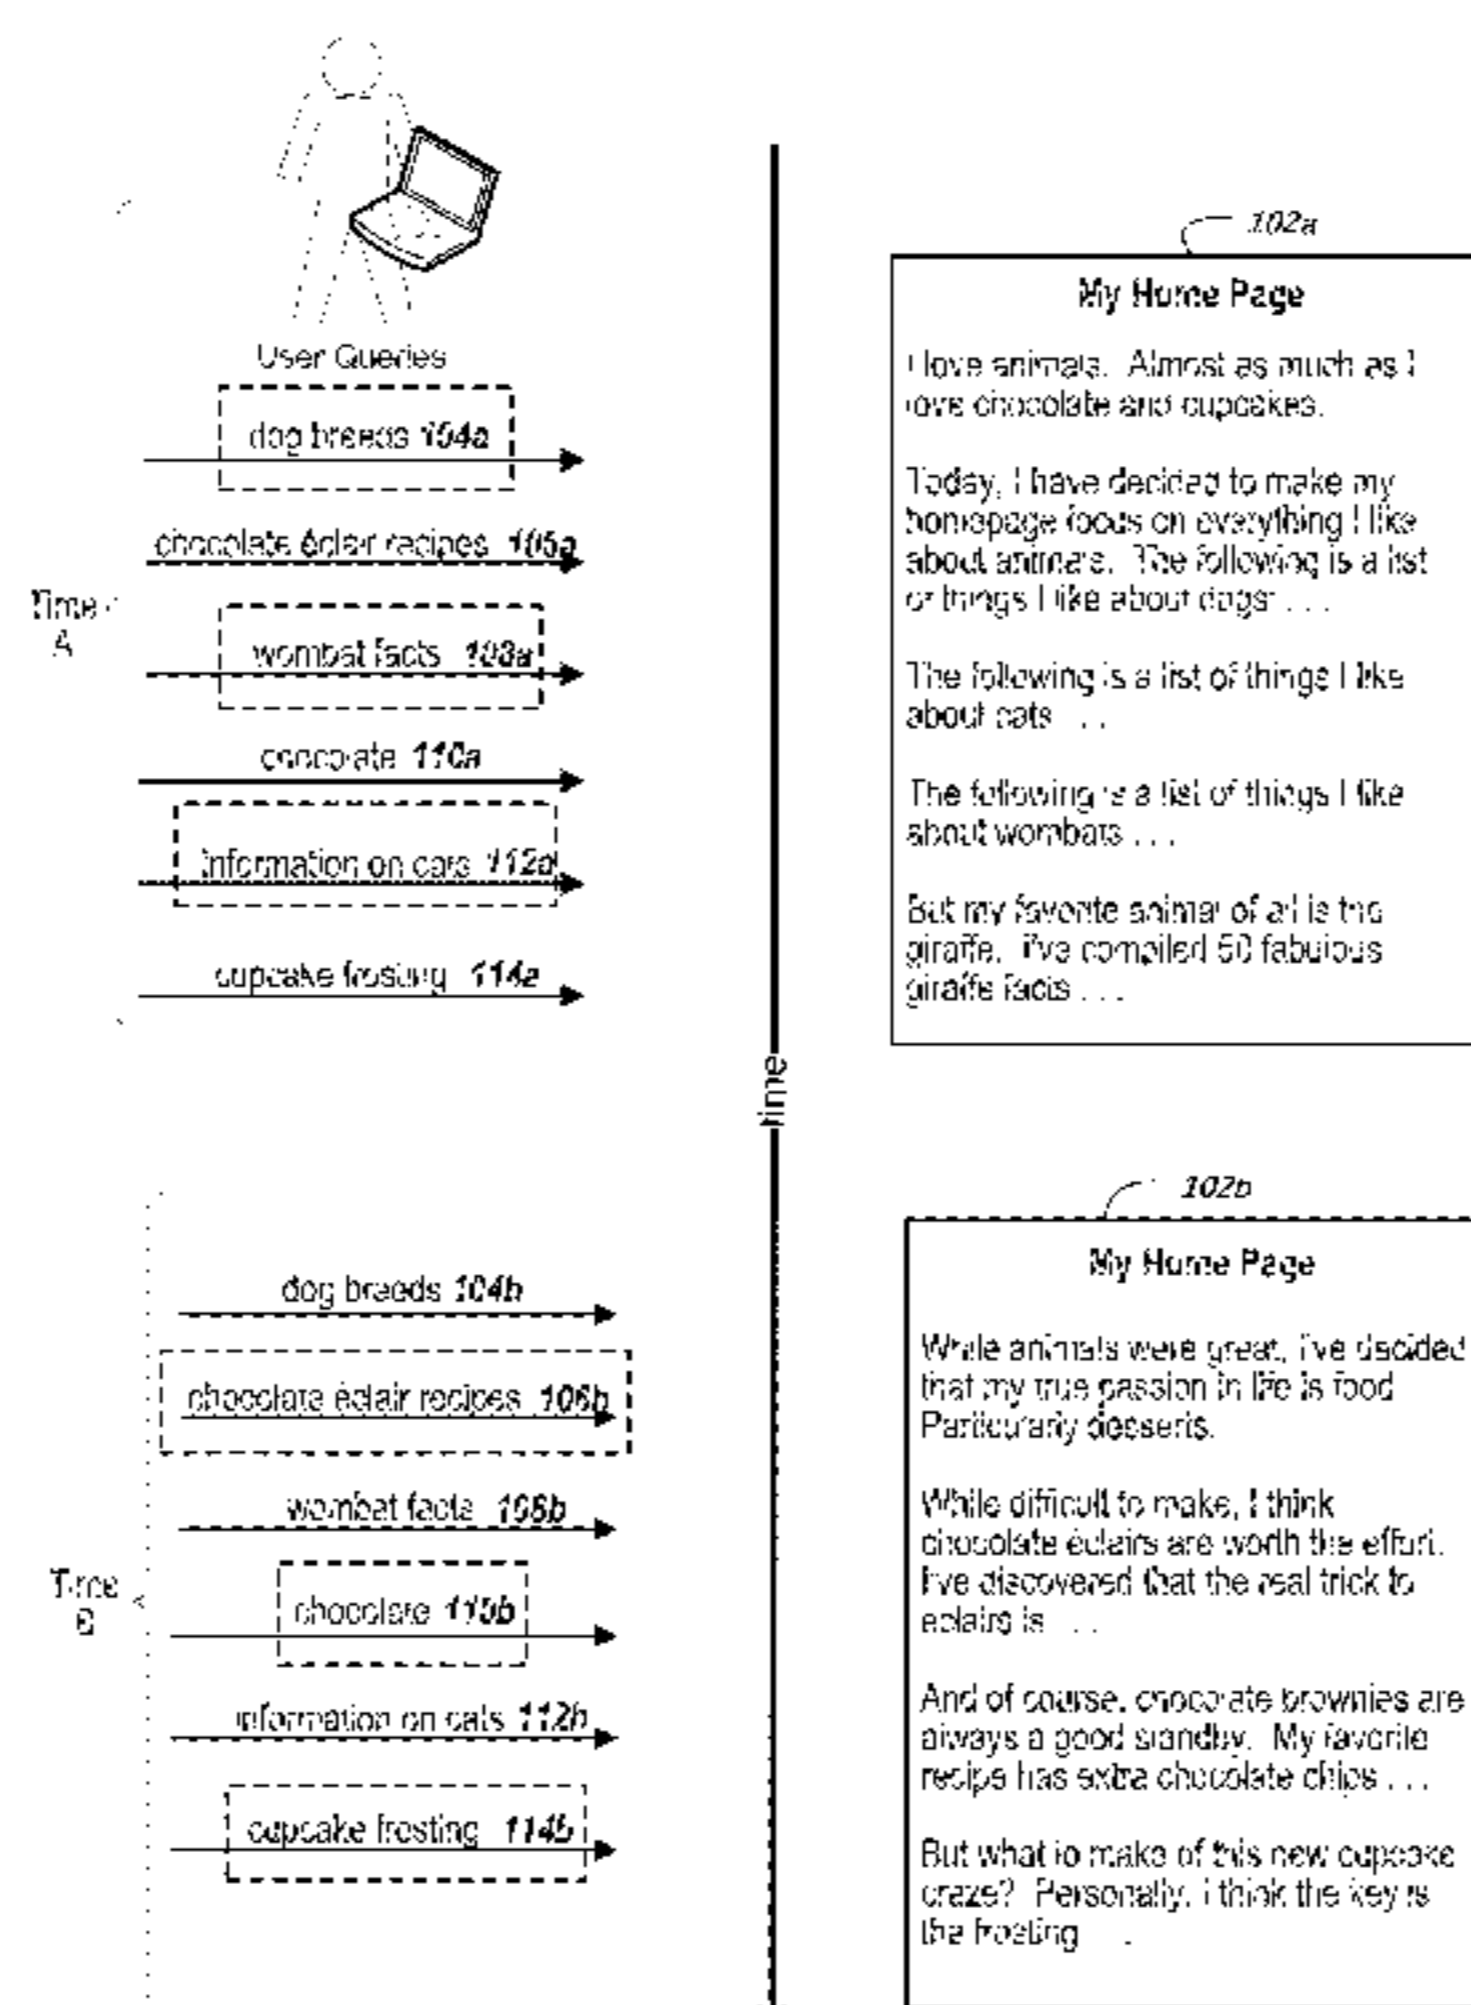 User Queries
dog breeds 104a
chocolate éclair recipes 106a
Time
A
wombat facts 108a
chocolate 110a
information on cats 112a
cupcake frosting 114a
time
102a
My Home Page
I love animals. Almost as much as I
love chocolate and cupcakes.
Today, I have decided to make my
homepage focus on everything I like
about animals. The following is a list
of things I like about dogs: . . .
The following is a list of things I like
about cats . . .
The following is a list of things I like
about wombats . . .
But my favorite animal of all is the
giraffe. I've compiled 50 fabulous
giraffe facts . . .
dog breeds 104b
chocolate éclair recipes 106b
wombat facts 108b
Time
B
chocolate 110b
information on cats 112b
cupcake frosting 114b
102b
My Home Page
While animals were great, I've decided
that my true passion in life is food
Particularly desserts.
While difficult to make, I think
chocolate éclairs are worth the effort.
I've discovered that the real trick to
eclairs is . . .
And of course, chocolate brownies are
always a good standby. My favorite
recipe has extra chocolate chips . . .
But what to make of this new cupcake
craze? Personally, I think the key is
the frosting . .